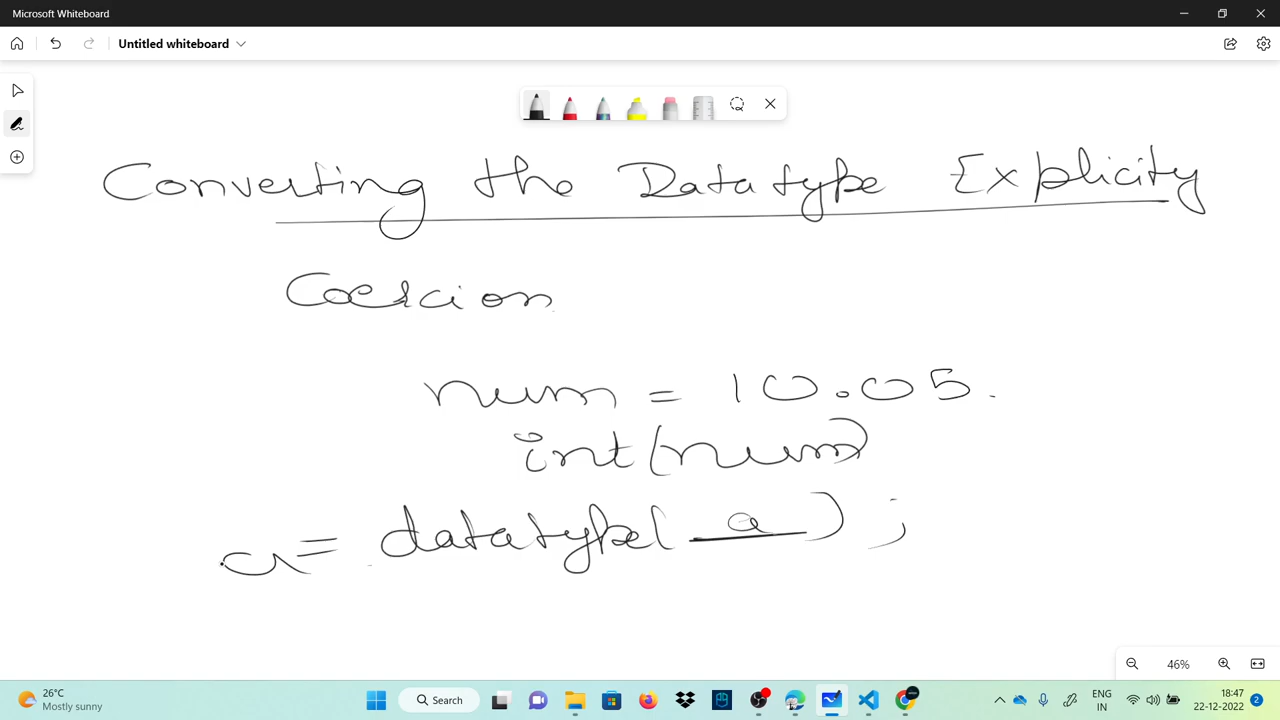 Microsoft Whiteboard
Untitled whiteboard
Converting the Datatype Explicity
Coercion
num = 10.05.
int(num)
a = datatype( a ) ;
46%
26°C
Mostly sunny
Search
ENG
IN
18:47
22-12-2022
2